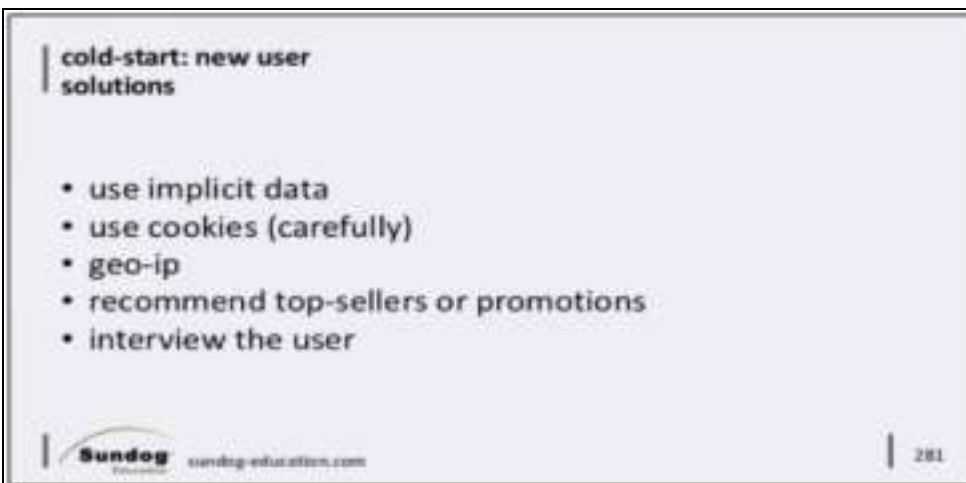 cold-start: new user
solutions
• use implicit data
• use cookies (carefully)
• geo-ip
• recommend top-sellers or promotions
• interview the user
Sundog
Education
sundog-education.com
281